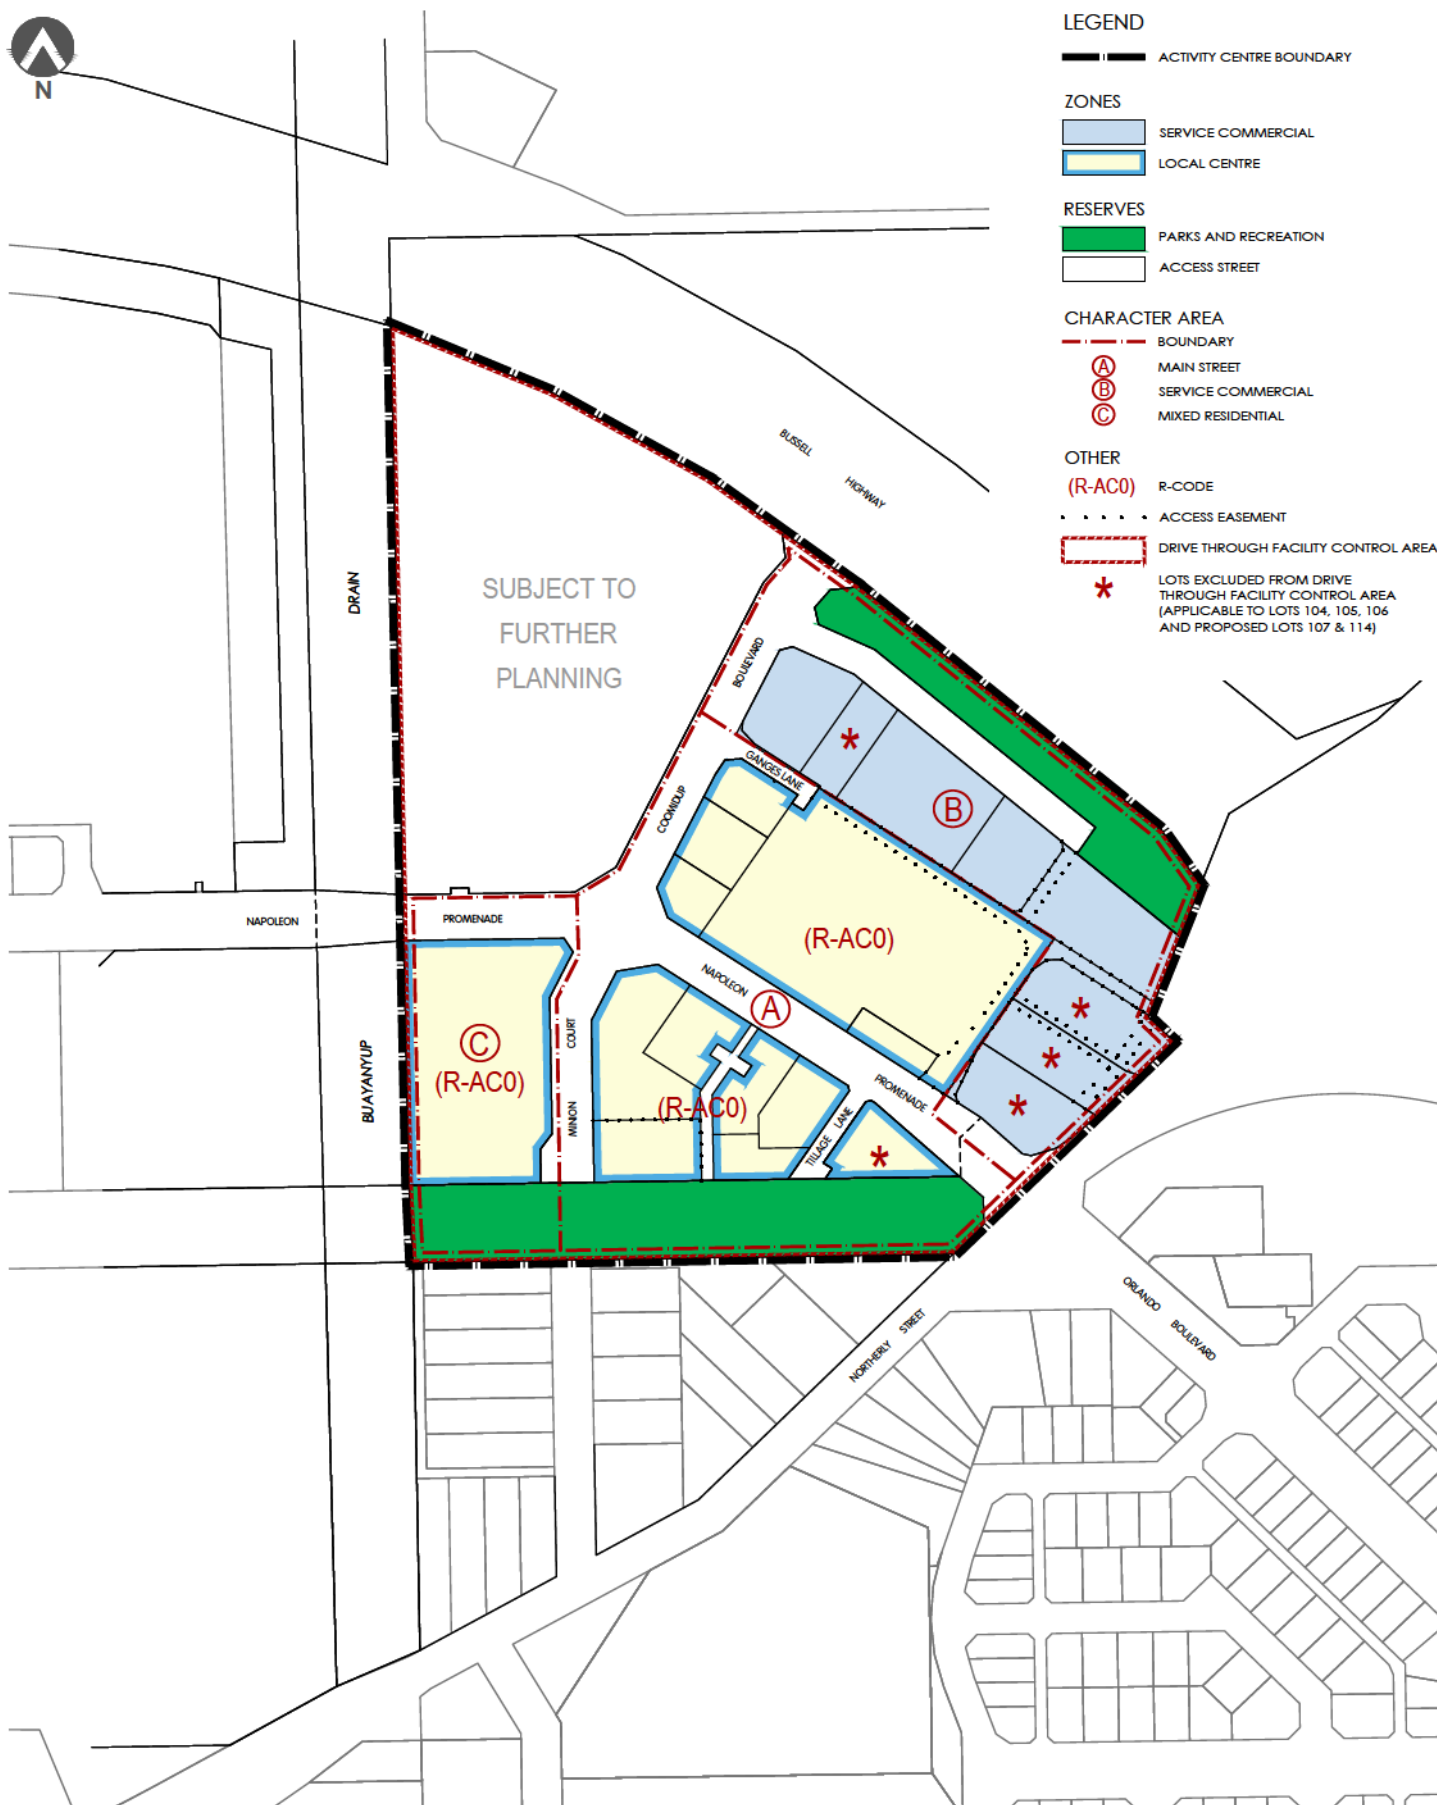 N
LEGEND
ACTIVITY CENTRE BOUNDARY
ZONES
SERVICE COMMERCIAL
LOCAL CENTRE
RESERVES
PARKS AND RECREATION
ACCESS STREET
CHARACTER AREA
BOUNDARY
A MAIN STREET
B SERVICE COMMERCIAL
C MIXED RESIDENTIAL
OTHER
(R-AC0) R-CODE
ACCESS EASEMENT
DRIVE THROUGH FACILITY CONTROL AREA
* LOTS EXCLUDED FROM DRIVE
THROUGH FACILITY CONTROL AREA
(APPLICABLE TO LOTS 104, 105, 106
AND PROPOSED LOTS 107 & 114)
BUSSELL HIGHWAY
SUBJECT TO
FURTHER
PLANNING
BUAYANYUP DRAIN
COOMIDUP BOULEVARD
*
GANGES LANE
B
NAPOLEON PROMENADE
(R-AC0)
NAPOLEON PROMENADE
A
*
*
*
C
(R-AC0)
MINION COURT
(R-AC0)
TILLAGE LANE
*
NORTHERLY STREET
ORLANDO BOULEVARD